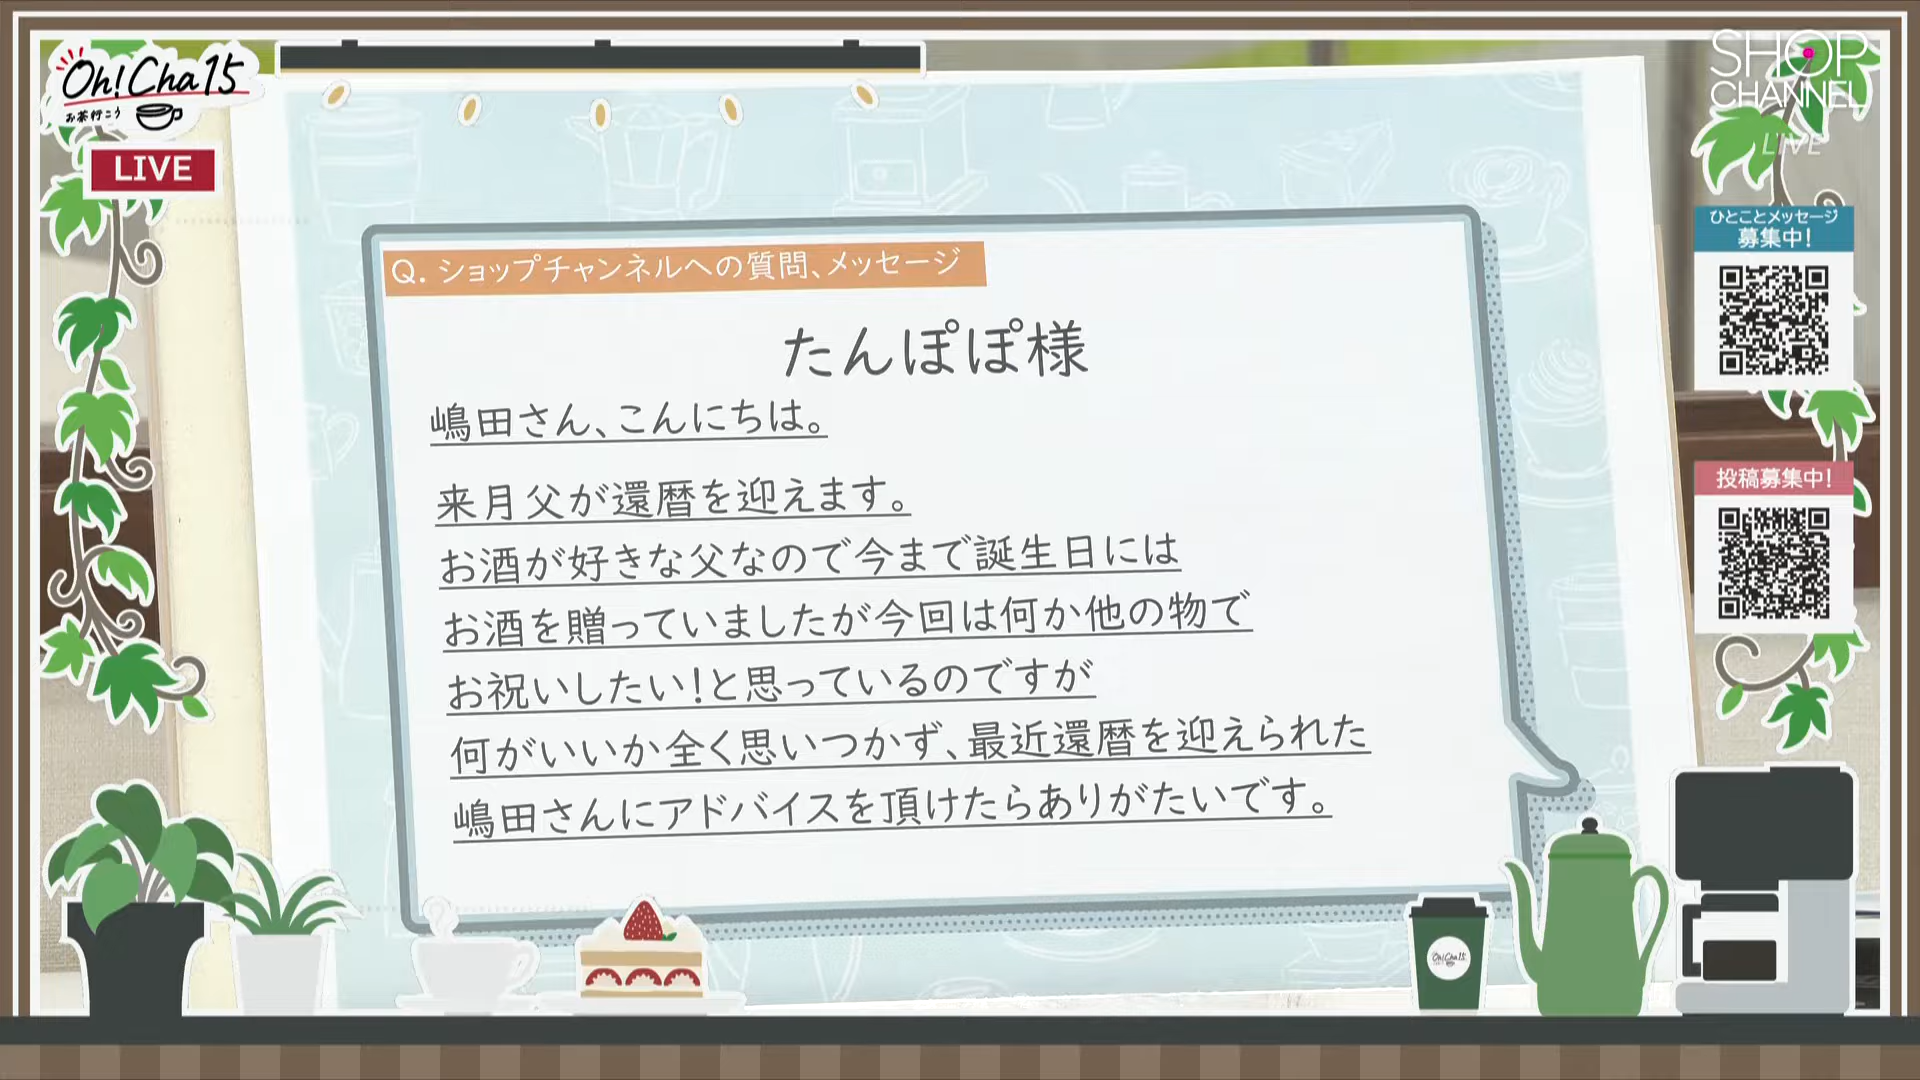 Oh!Cha15
お茶行こう
LIVE
SHOP
CHANNEL
LIVE
ひとことメッセージ
募集中!
投稿募集中!
Q. ショップチャンネルへの質問、メッセージ
たんぽぽ様
嶋田さん、こんにちは。
来月父が還暦を迎えます。
お酒が好きな父なので今まで誕生日には
お酒を贈っていましたが今回は何か他の物で
お祝いしたい!と思っているのですが
何がいいか全く思いつかず、最近還暦を迎えられた
嶋田さんにアドバイスを頂けたらありがたいです。
Oh!Cha15